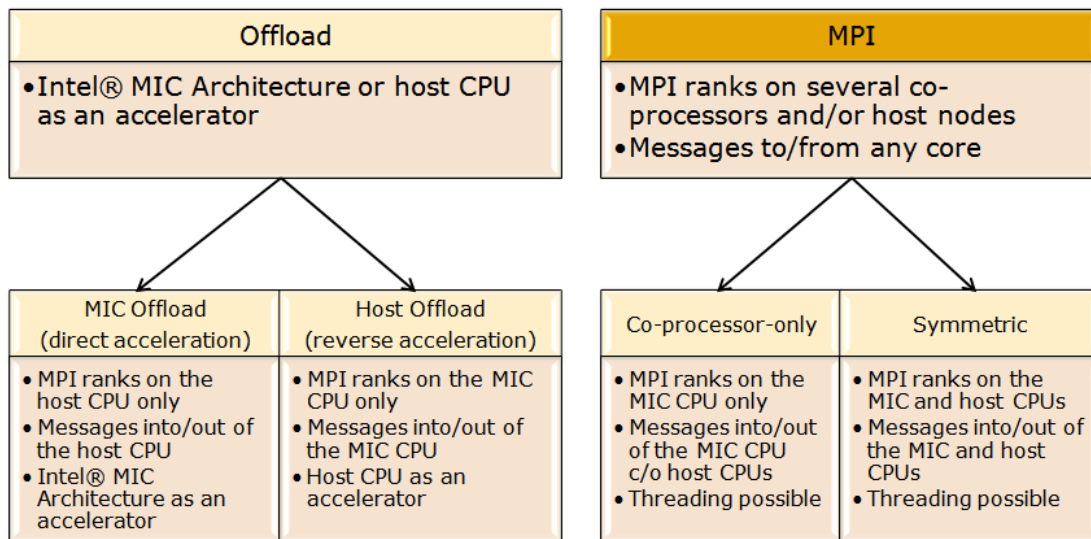 Offload
•Intel® MIC Architecture or host CPU
as an accelerator
MPI
•MPI ranks on several co-
processors and/or host nodes
•Messages to/from any core
MIC Offload
(direct acceleration)
• MPI ranks on the
host CPU only
• Messages into/out of
the host CPU
• Intel® MIC
Architecture as an
accelerator
Host Offload
(reverse acceleration)
• MPI ranks on the MIC
CPU only
• Messages into/out of
the MIC CPU
• Host CPU as an
accelerator
Co-processor-only
• MPI ranks on the
MIC CPU only
• Messages into/out
of the MIC CPU
c/o host CPUs
• Threading possible
Symmetric
• MPI ranks on the
MIC and host CPUs
• Messages into/out of
the MIC and host
CPUs
• Threading possible